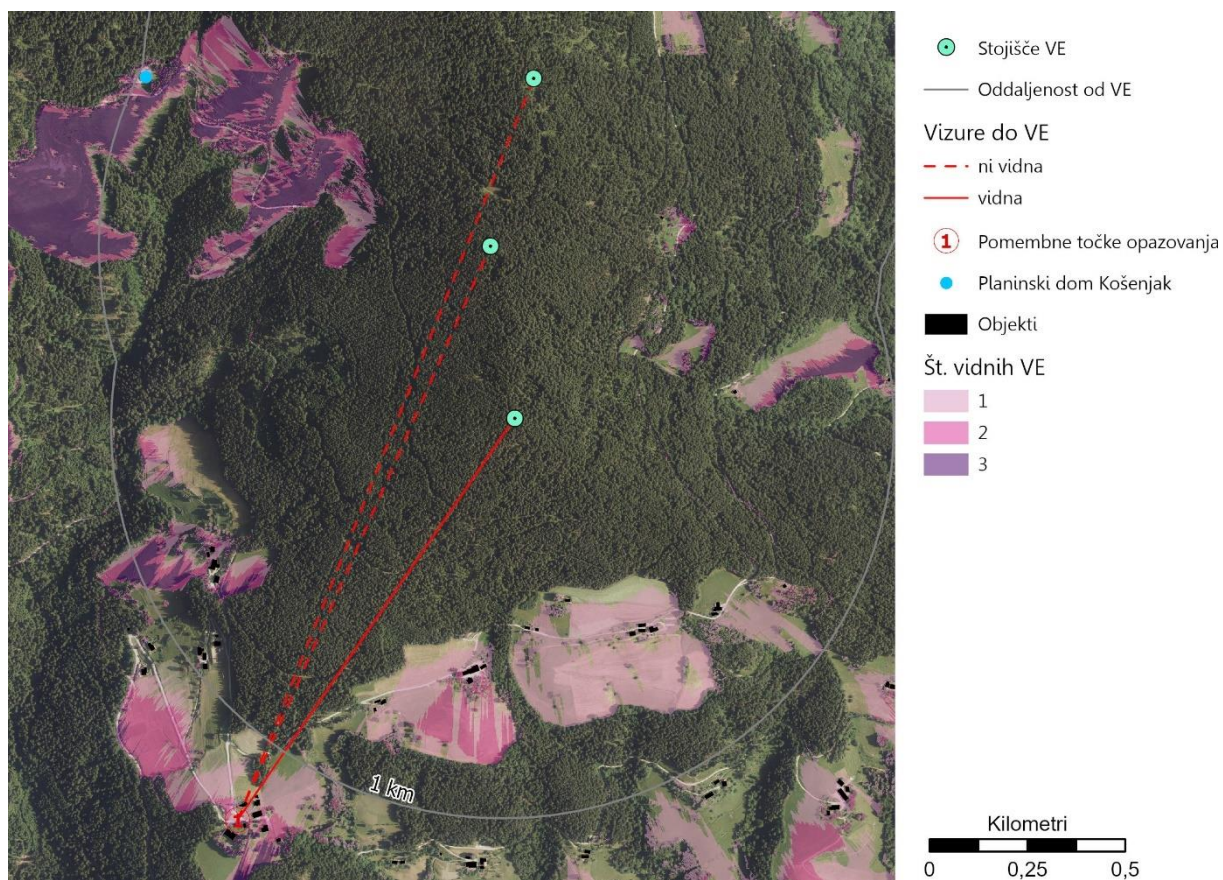 Stojišče VE
Oddaljenost od VE
Vizure do VE
ni vidna
vidna
1 Pomembne točke opazovanja
Planinski dom Košenjak
Objekti
Št. vidnih VE
1
2
3
1 km
1
Kilometri
0 0,25 0,5